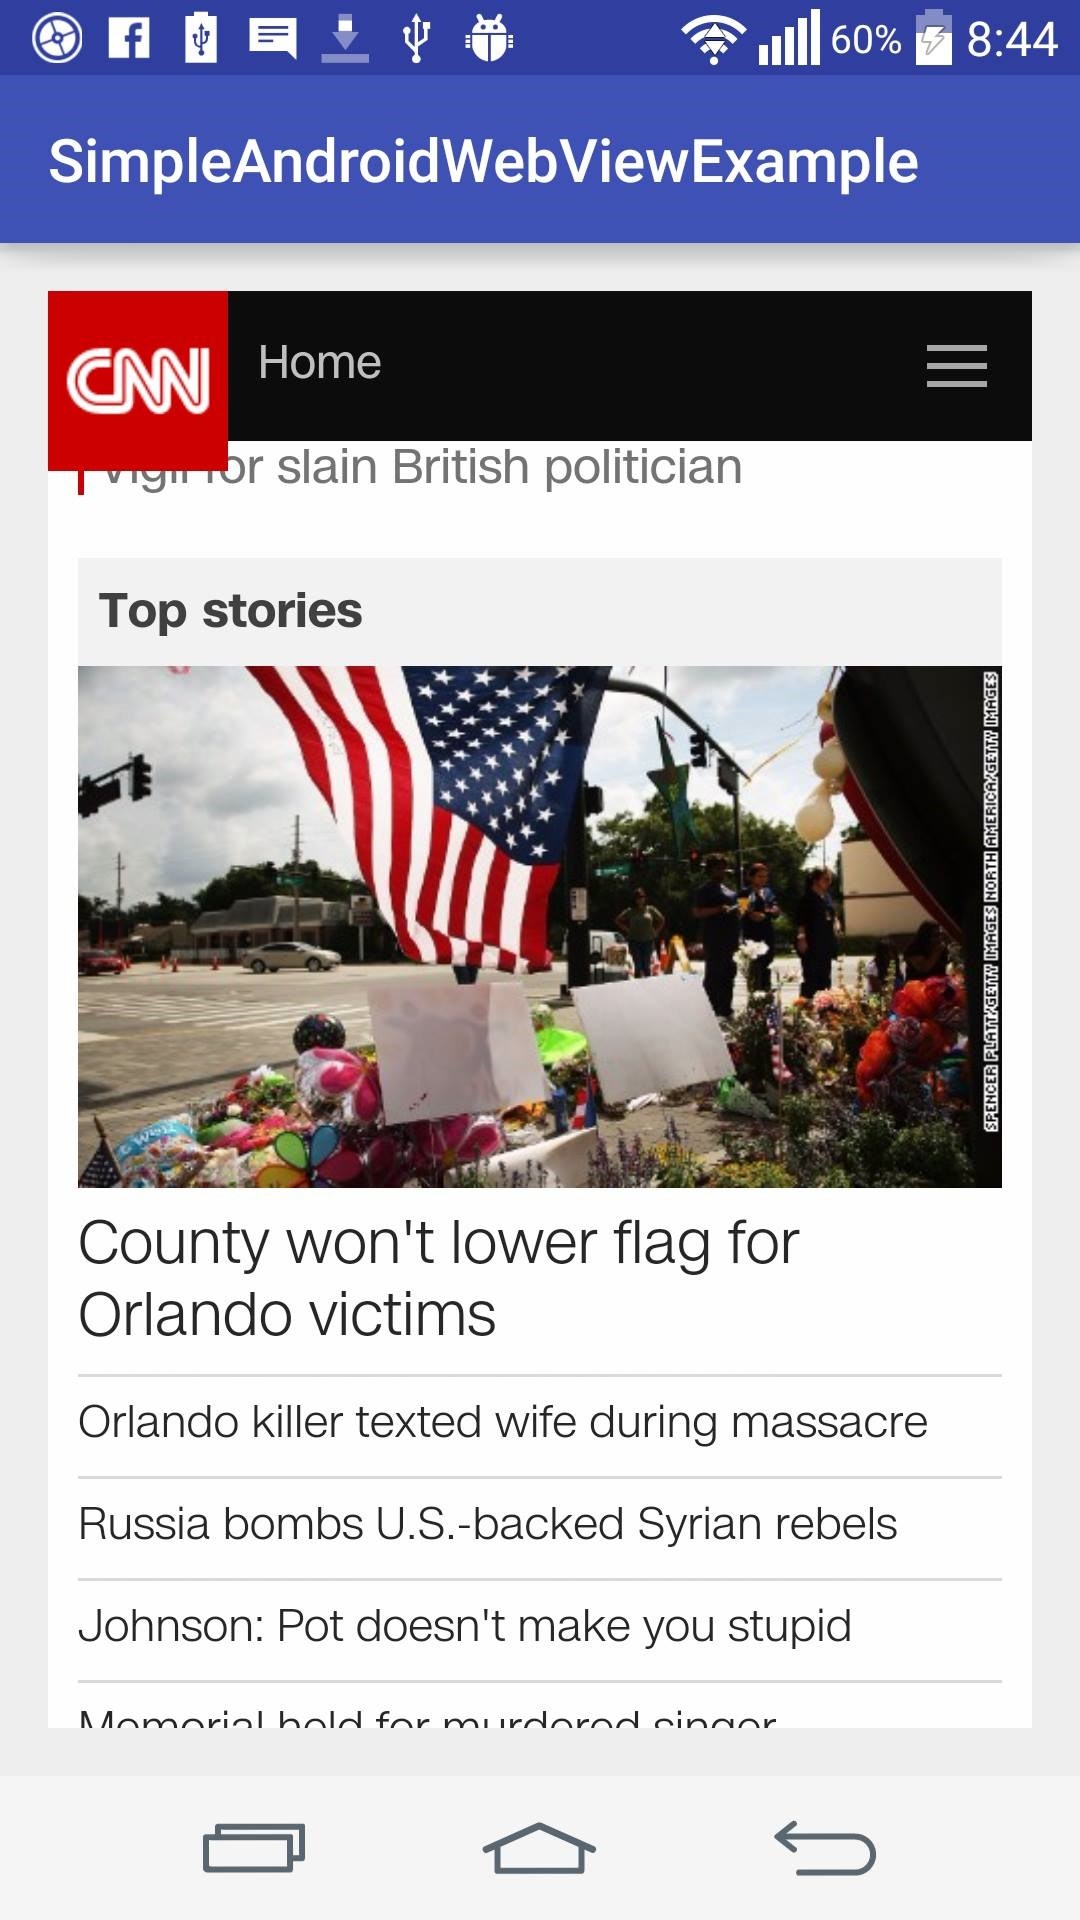 60% 8:44
SimpleAndroidWebViewExample
CNN Home
for slain British politician
Top stories
SPENCER PLATT/GETTY IMAGES NORTH AMERICA/GETTY IMAGES
County won't lower flag for
Orlando victims
Orlando killer texted wife during massacre
Russia bombs U.S.-backed Syrian rebels
Johnson: Pot doesn't make you stupid
Memorial held for murdered singer